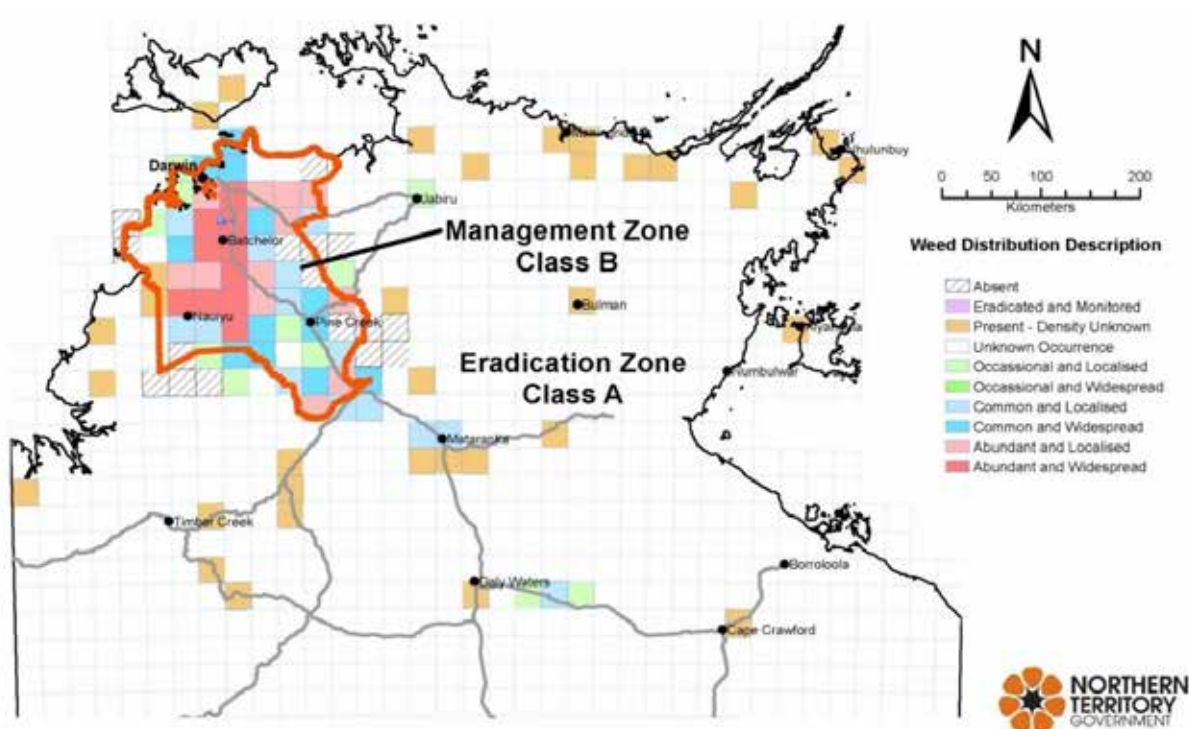 N
0 50 100 200
Kilometers
Weed Distribution Description
Absent
Eradicated and Monitored
Present - Density Unknown
Unknown Occurrence
Occassional and Localised
Occassional and Widespread
Common and Localised
Common and Widespread
Abundant and Localised
Abundant and Widespread
Darwin
Jabiru
Batchelor
Management Zone
Class B
Bulman
Nauiyu
Pine Creek
Eradication Zone
Class A
Numbulwar
Mataranka
Timber Creek
Daly Waters
Borroloola
Cape Crawford
NORTHERN
TERRITORY
GOVERNMENT